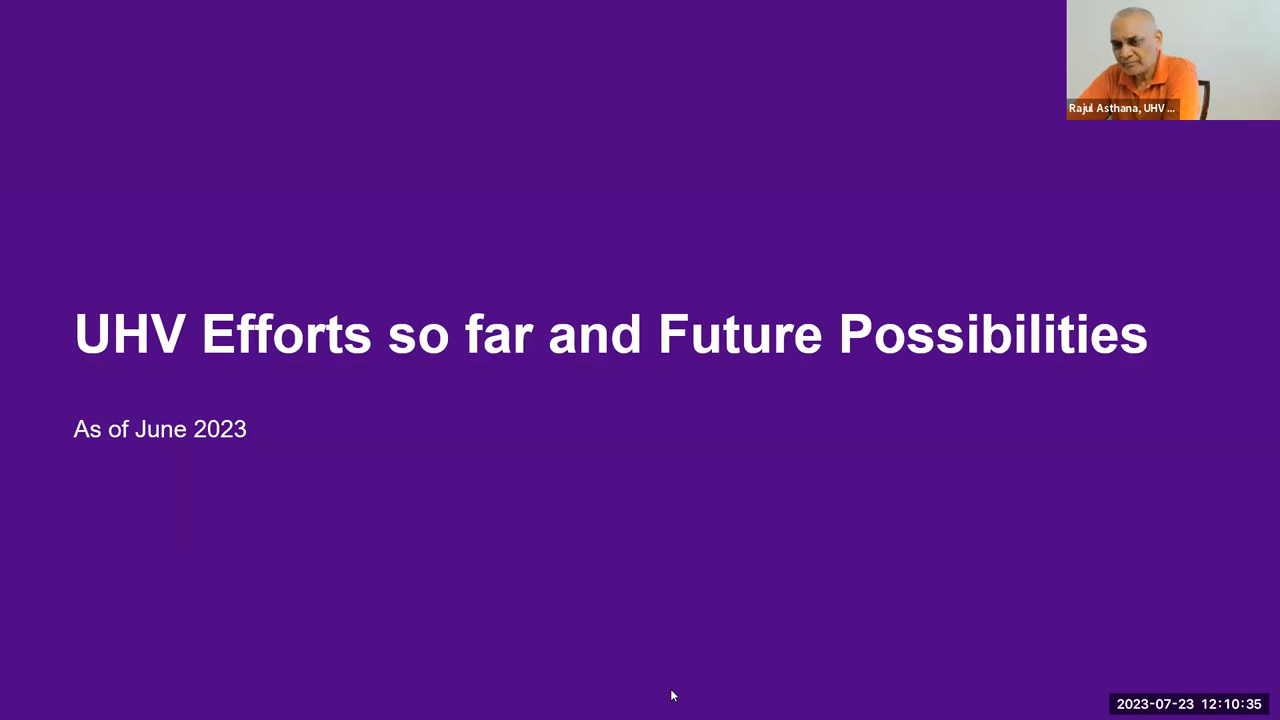 Rajul Asthana, UHV ...
UHV Efforts so far and Future Possibilities
As of June 2023
2023-07-23 12:10:35